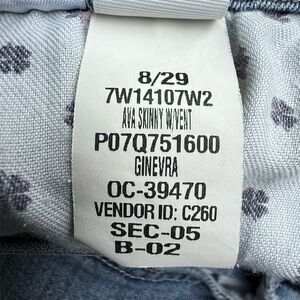 8/29
7W14107W2
AVA SKINNY W/VENT
P07Q751600
GINEVRA
OC-39470
VENDOR ID: C260
SEC-05
B-02